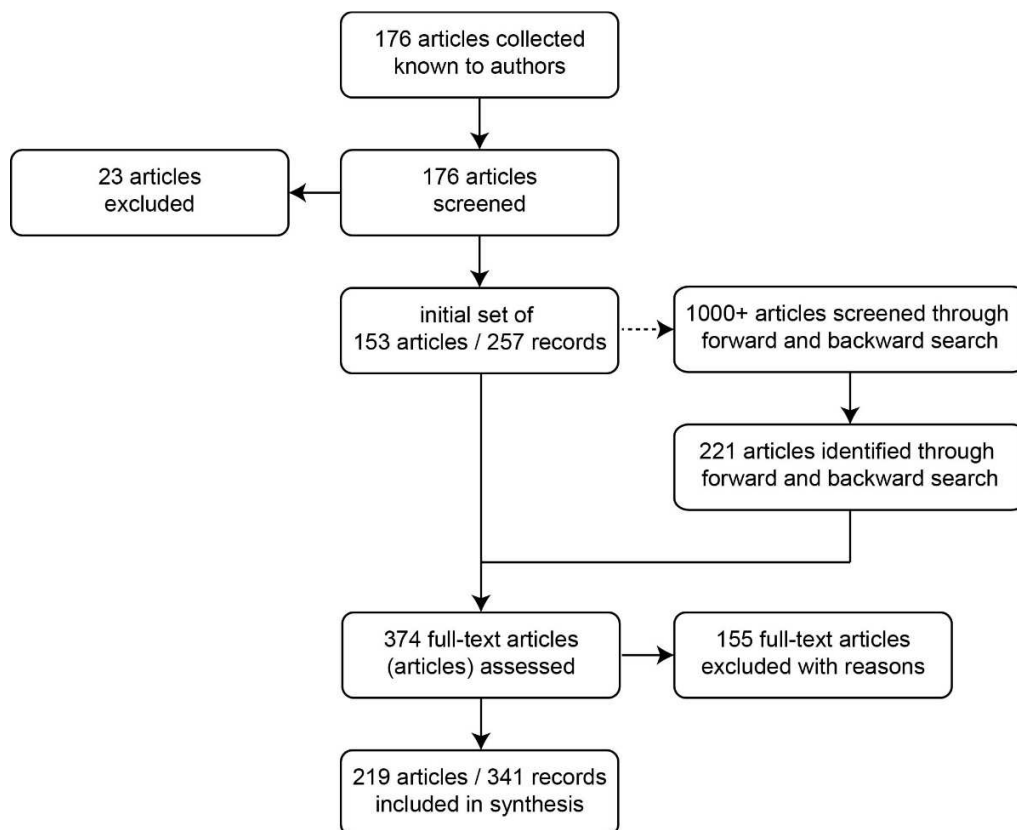 176 articles collected
known to authors
23 articles
excluded
176 articles
screened
initial set of
153 articles / 257 records
1000+ articles screened through
forward and backward search
221 articles identified through
forward and backward search
374 full-text articles
(articles) assessed
155 full-text articles
excluded with reasons
219 articles / 341 records
included in synthesis